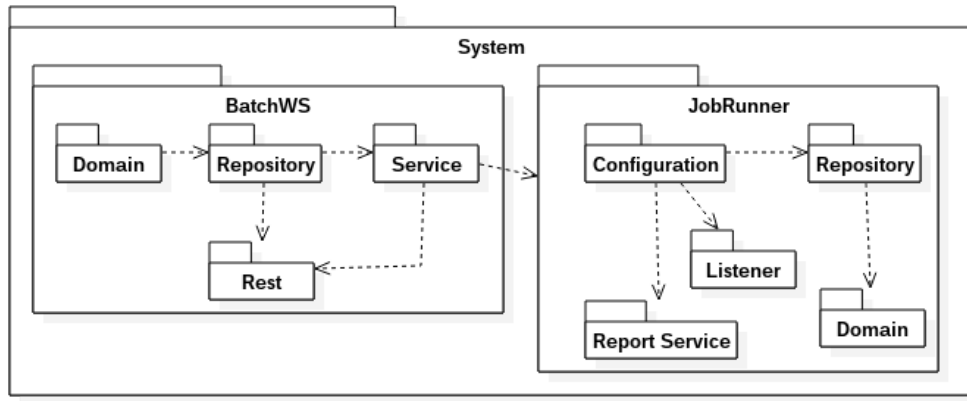 System
BatchWS
JobRunner
Domain
Repository
Service
Configuration
Repository
Rest
Listener
Report Service
Domain